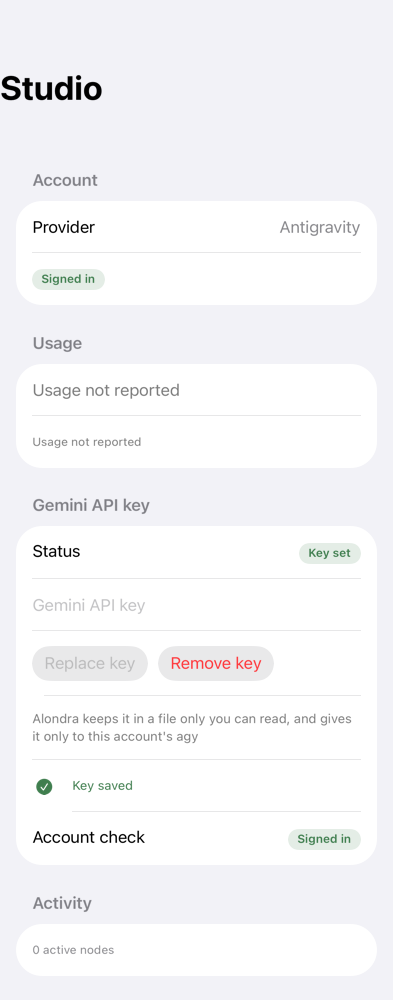 Studio
Account
Provider Antigravity
Signed in
Usage
Usage not reported
Usage not reported
Gemini API key
Status Key set
Gemini API key
Replace key Remove key
Alondra keeps it in a file only you can read, and gives
it only to this account's agy
Key saved
Account check Signed in
Activity
0 active nodes